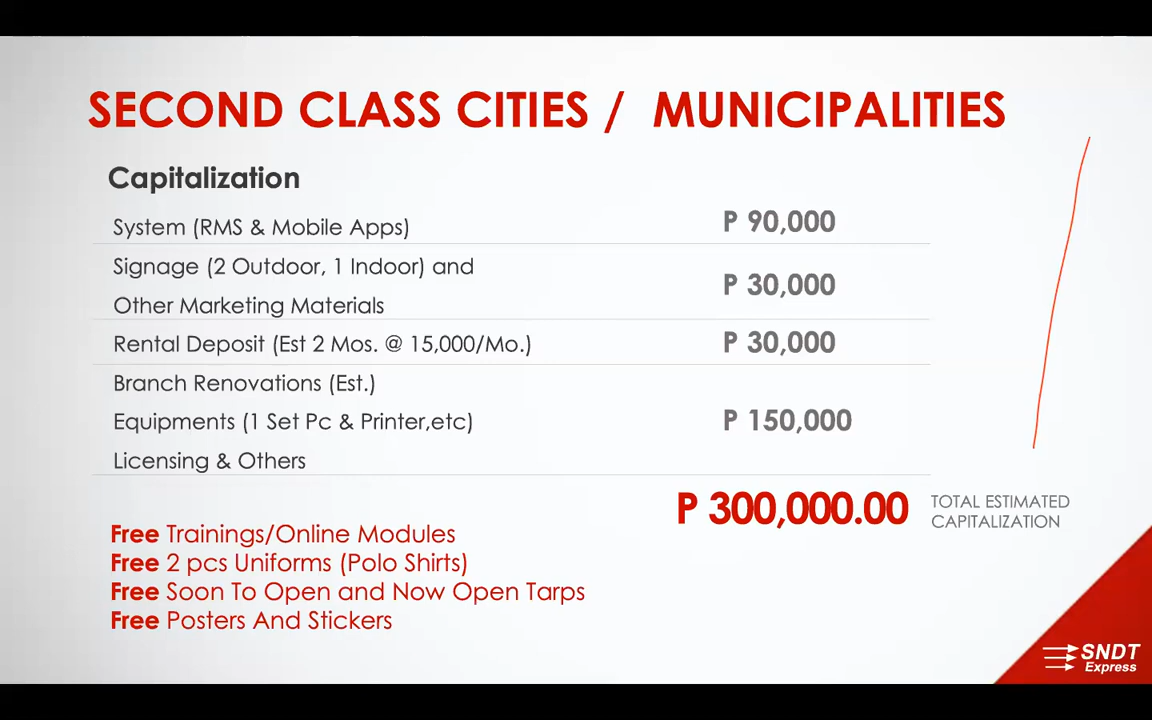 SECOND CLASS CITIES / MUNICIPALITIES
Capitalization
System (RMS & Mobile Apps) P 90,000
Signage (2 Outdoor, 1 Indoor) and
Other Marketing Materials P 30,000
Rental Deposit (Est 2 Mos. @ 15,000/Mo.) P 30,000
Branch Renovations (Est.)
Equipments (1 Set Pc & Printer,etc) P 150,000
Licensing & Others
P 300,000.00 TOTAL ESTIMATED
CAPITALIZATION
Free Trainings/Online Modules
Free 2 pcs Uniforms (Polo Shirts)
Free Soon To Open and Now Open Tarps
Free Posters And Stickers
SNDT
Express